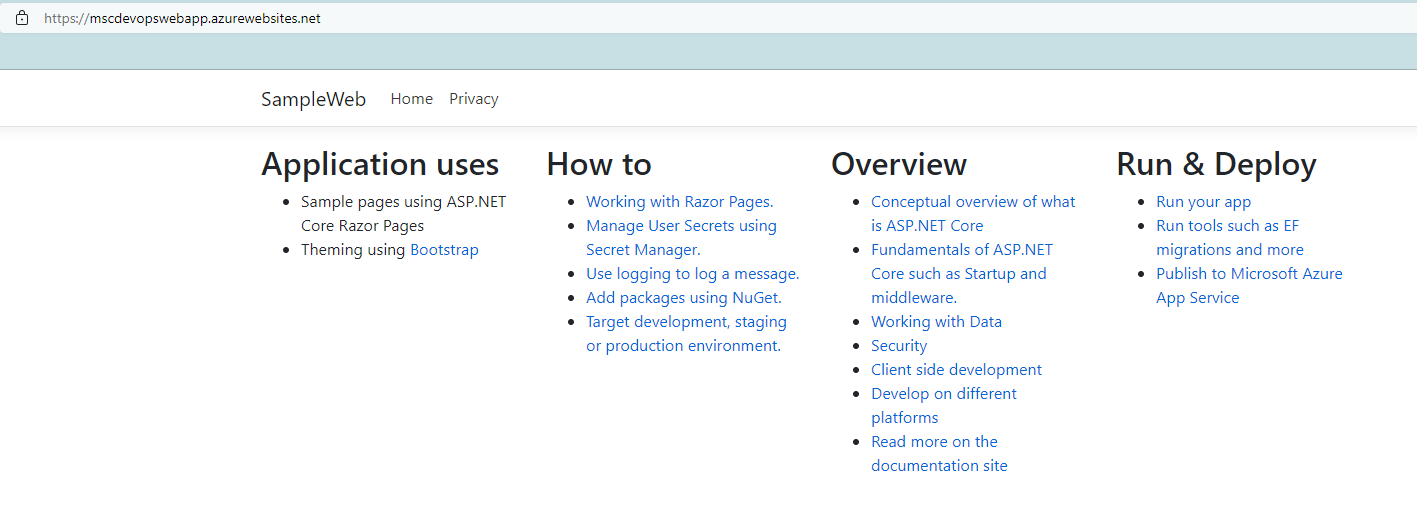 https://mscdevopswebapp.azurewebsites.net
SampleWeb Home Privacy
Application uses
Sample pages using ASP.NET
Core Razor Pages
Theming using Bootstrap
How to
Working with Razor Pages.
Manage User Secrets using
Secret Manager.
Use logging to log a message.
Add packages using NuGet.
Target development, staging
or production environment.
Overview
Conceptual overview of what
is ASP.NET Core
Fundamentals of ASP.NET
Core such as Startup and
middleware.
Working with Data
Security
Client side development
Develop on different
platforms
Read more on the
documentation site
Run & Deploy
Run your app
Run tools such as EF
migrations and more
Publish to Microsoft Azure
App Service